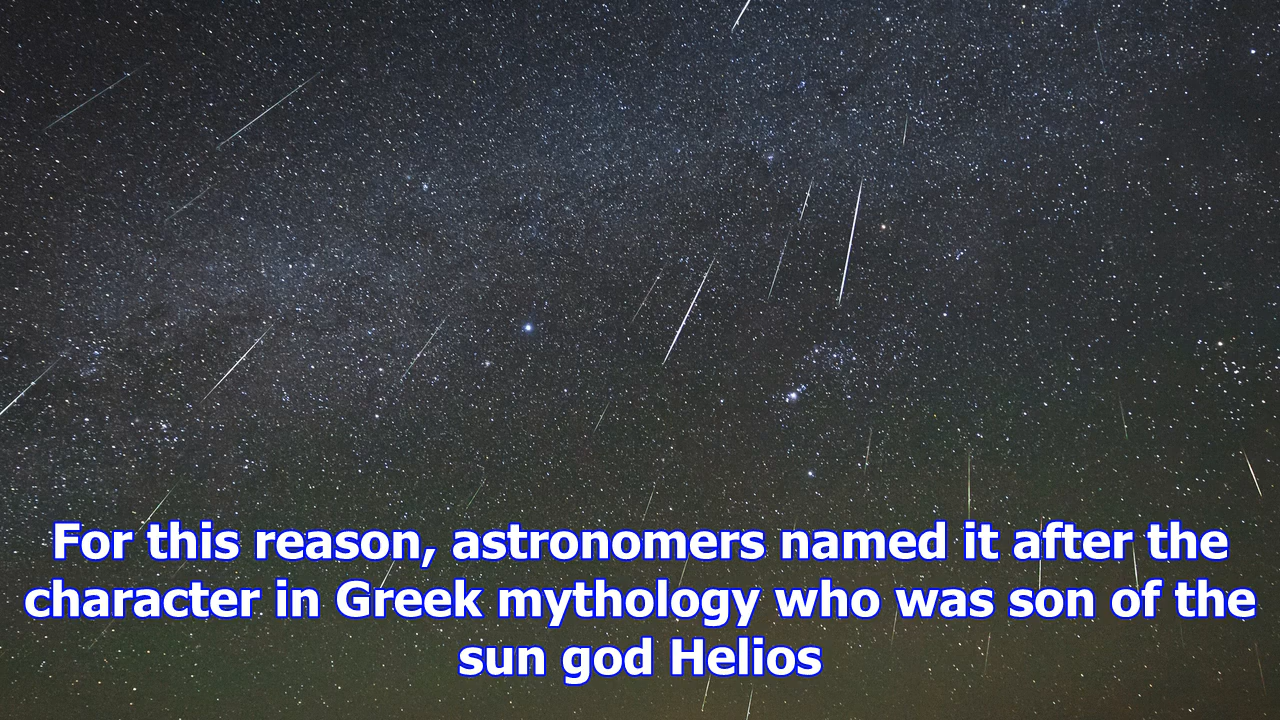 For this reason, astronomers named it after the
character in Greek mythology who was son of the
sun god Helios